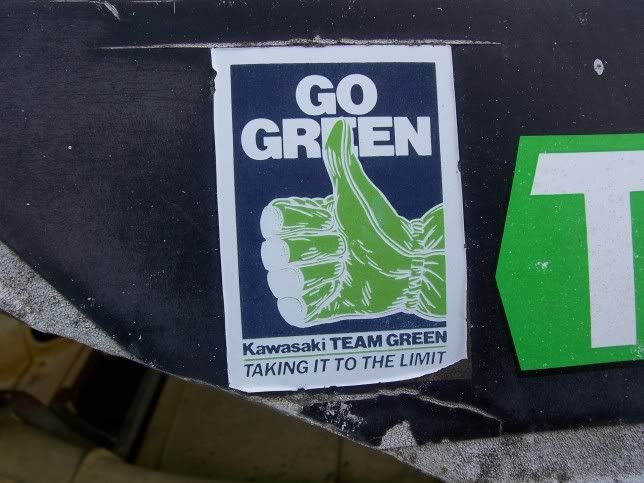 GO
GREEN
Kawasaki TEAM GREEN
TAKING IT TO THE LIMIT
T